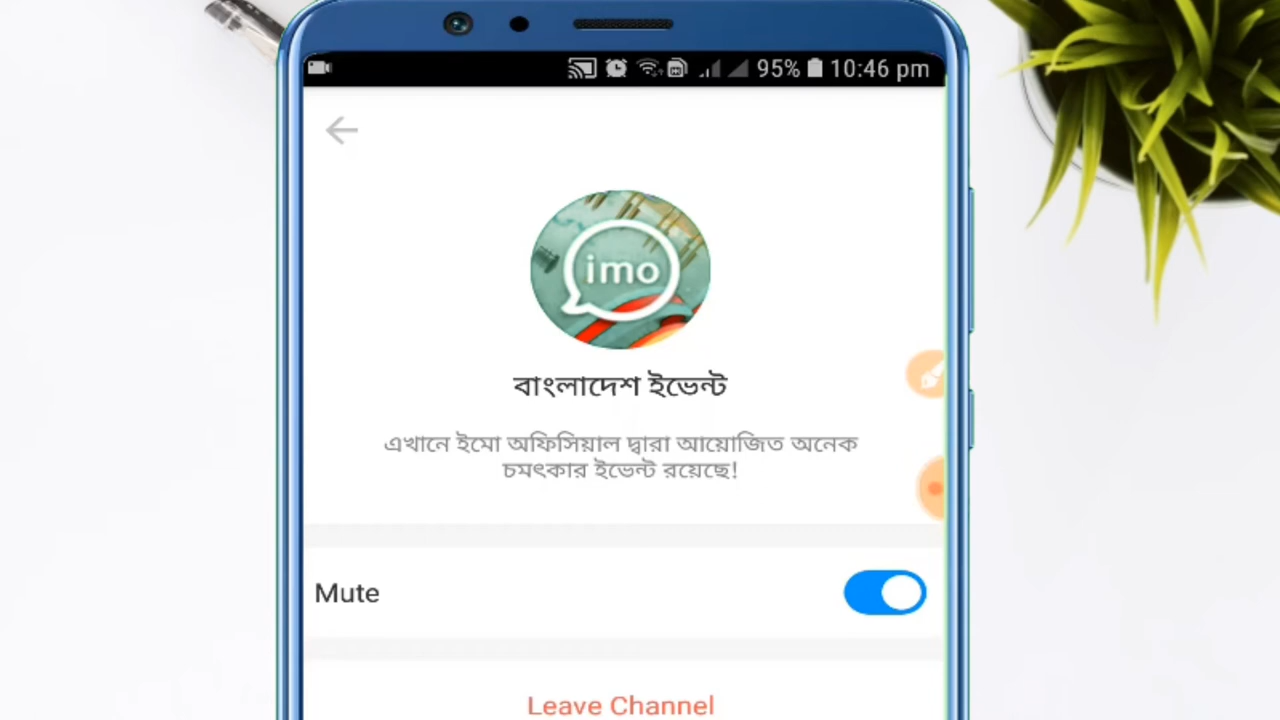 95% 10:46 pm
imo
বাংলাদেশ ইভেন্ট
এখানে ইমো অফিসিয়াল দ্বারা আয়োজিত অনেক
চমৎকার ইভেন্ট রয়েছে!
Mute
Leave Channel